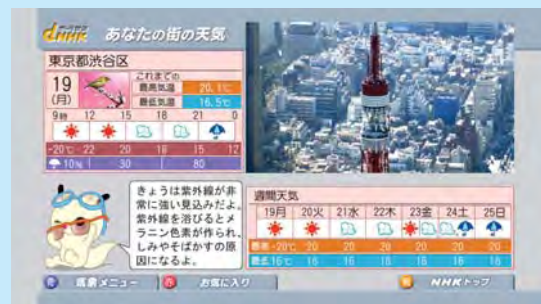 dNHK あなたの街の天気
東京都渋谷区
19
(月)
これまでの
最高気温 20.1℃
最低気温 16.5℃
9時 12 15 18 21 0
-20℃ 22 20 18 15 12
10% 30 80
きょうは紫外線が非
常に強い見込みだよ。
紫外線を浴びるとメ
ラニン色素が作られ、
しみやそばかすの原
因になるよ。
週間天気
19月 20火 21水 22木 23金 24土 25日
最高-20℃ 20 20 20 20 20 20
最低16℃ 16 16 16 16 16 16
青 気象メニュー 赤 お気に入り NHKトップ